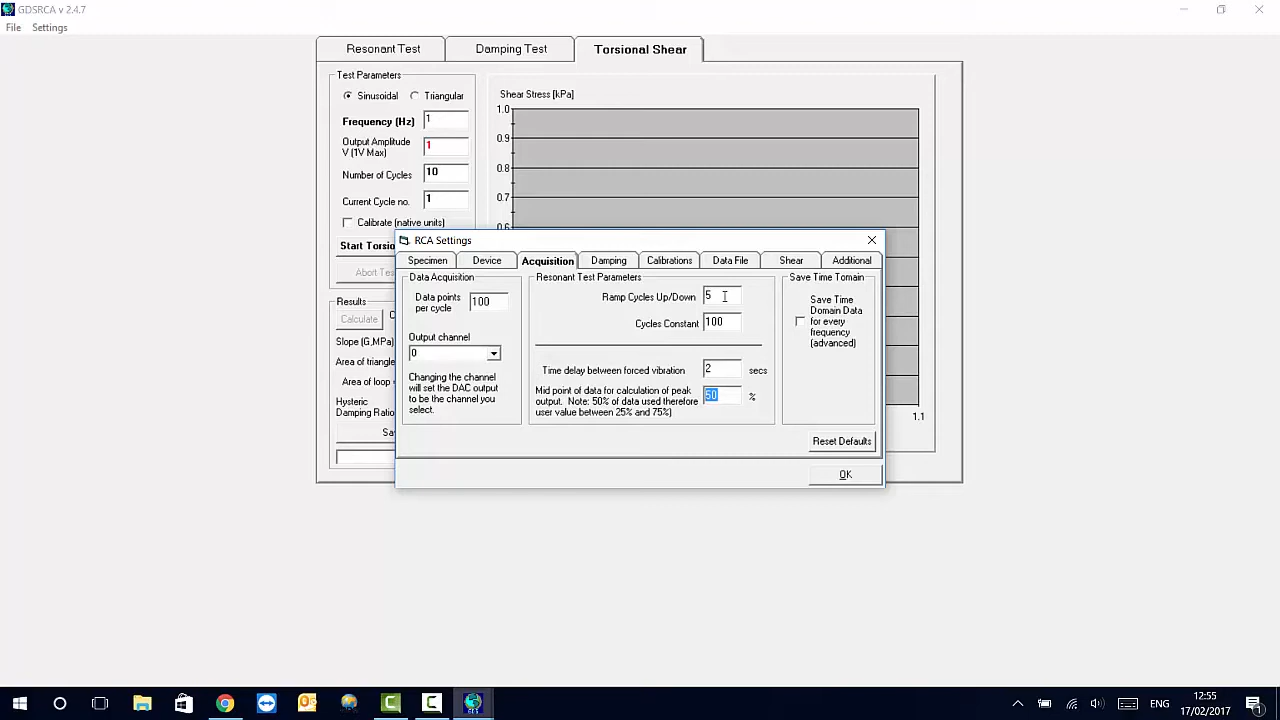 GDSRCA v 2.4.7
File Settings
Resonant Test Damping Test Torsional Shear
Test Parameters
Sinusoidal Triangular
Frequency (Hz) 1
Output Amplitude
V (1V Max) 1
Number of Cycles 10
Current Cycle no. 1
Calibrate (native units)
Start Torsio
Abort Tes
Results
Calculate
Slope (G,MPa)
Area of triangle
Area of loop =
Hysteric
Damping Ratio
Sa
Shear Stress [kPa]
1.0
0.9
0.8
0.7
0.6
1.1
RCA Settings
Specimen Device Acquisition Damping Calibrations Data File Shear Additional
Data Acquisition
Data points
per cycle 100
Output channel
0
Changing the channel
will set the DAC output
to be the channel you
select.
Resonant Test Parameters
Ramp Cycles Up/Down 5
Cycles Constant 100
Time delay between forced vibration 2 secs
Mid point of data for calculation of peak
output. Note: 50% of data used therefore
user value between 25% and 75%) 50 %
Save Time Tomain
Save Time
Domain Data
for every
frequency
(advanced)
Reset Defaults
OK
ENG
12:55
17/02/2017